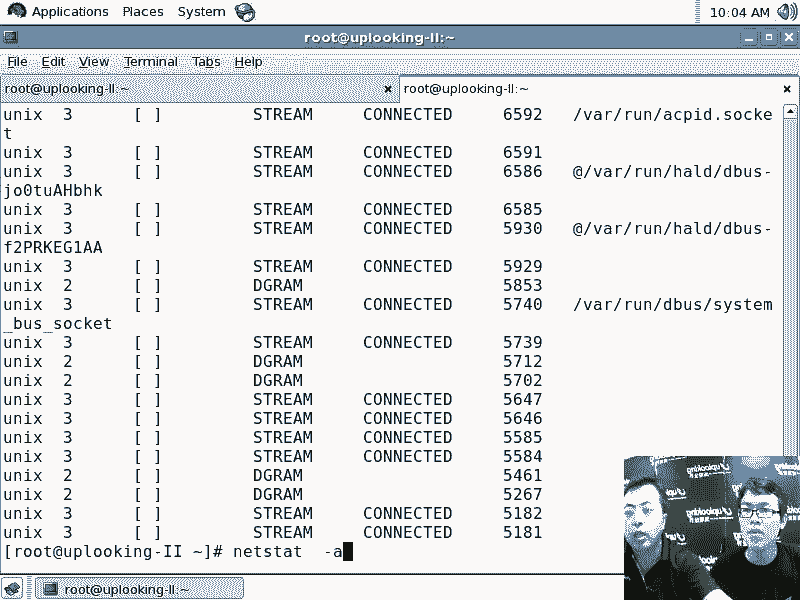 Applications Places System 10:04 AM
root@uplooking-II:~
File Edit View Terminal Tabs Help
root@uplooking-II:~ root@uplooking-II:~
unix 3 [ ] STREAM CONNECTED 6592 /var/run/acpid.socke
t
unix 3 [ ] STREAM CONNECTED 6591
unix 3 [ ] STREAM CONNECTED 6586 @/var/run/hald/dbus-
jo0tuAHbhk
unix 3 [ ] STREAM CONNECTED 6585
unix 3 [ ] STREAM CONNECTED 5930 @/var/run/hald/dbus-
f2PRKEG1AA
unix 3 [ ] STREAM CONNECTED 5929
unix 2 [ ] DGRAM 5853
unix 3 [ ] STREAM CONNECTED 5740 /var/run/dbus/system
_bus_socket
unix 3 [ ] STREAM CONNECTED 5739
unix 2 [ ] DGRAM 5712
unix 2 [ ] DGRAM 5702
unix 3 [ ] STREAM CONNECTED 5647
unix 3 [ ] STREAM CONNECTED 5646
unix 3 [ ] STREAM CONNECTED 5585
unix 3 [ ] STREAM CONNECTED 5584
unix 2 [ ] DGRAM 5461
unix 2 [ ] DGRAM 5267
unix 3 [ ] STREAM CONNECTED 5182
unix 3 [ ] STREAM CONNECTED 5181
[root@uplooking-II ~]# netstat -a
root@uplooking-II:~